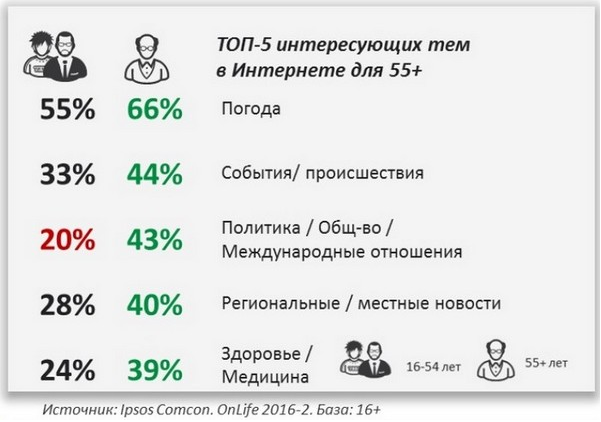 ТОП-5 интересующих тем
в Интернете для 55+
55% 66% Погода
33% 44% События/ происшествия
20% 43% Политика / Общ-во /
Международные отношения
28% 40% Региональные / местные новости
24% 39% Здоровье /
Медицина
16-54 лет 55+ лет
Источник: Ipsos Comcon. OnLife 2016-2. База: 16+